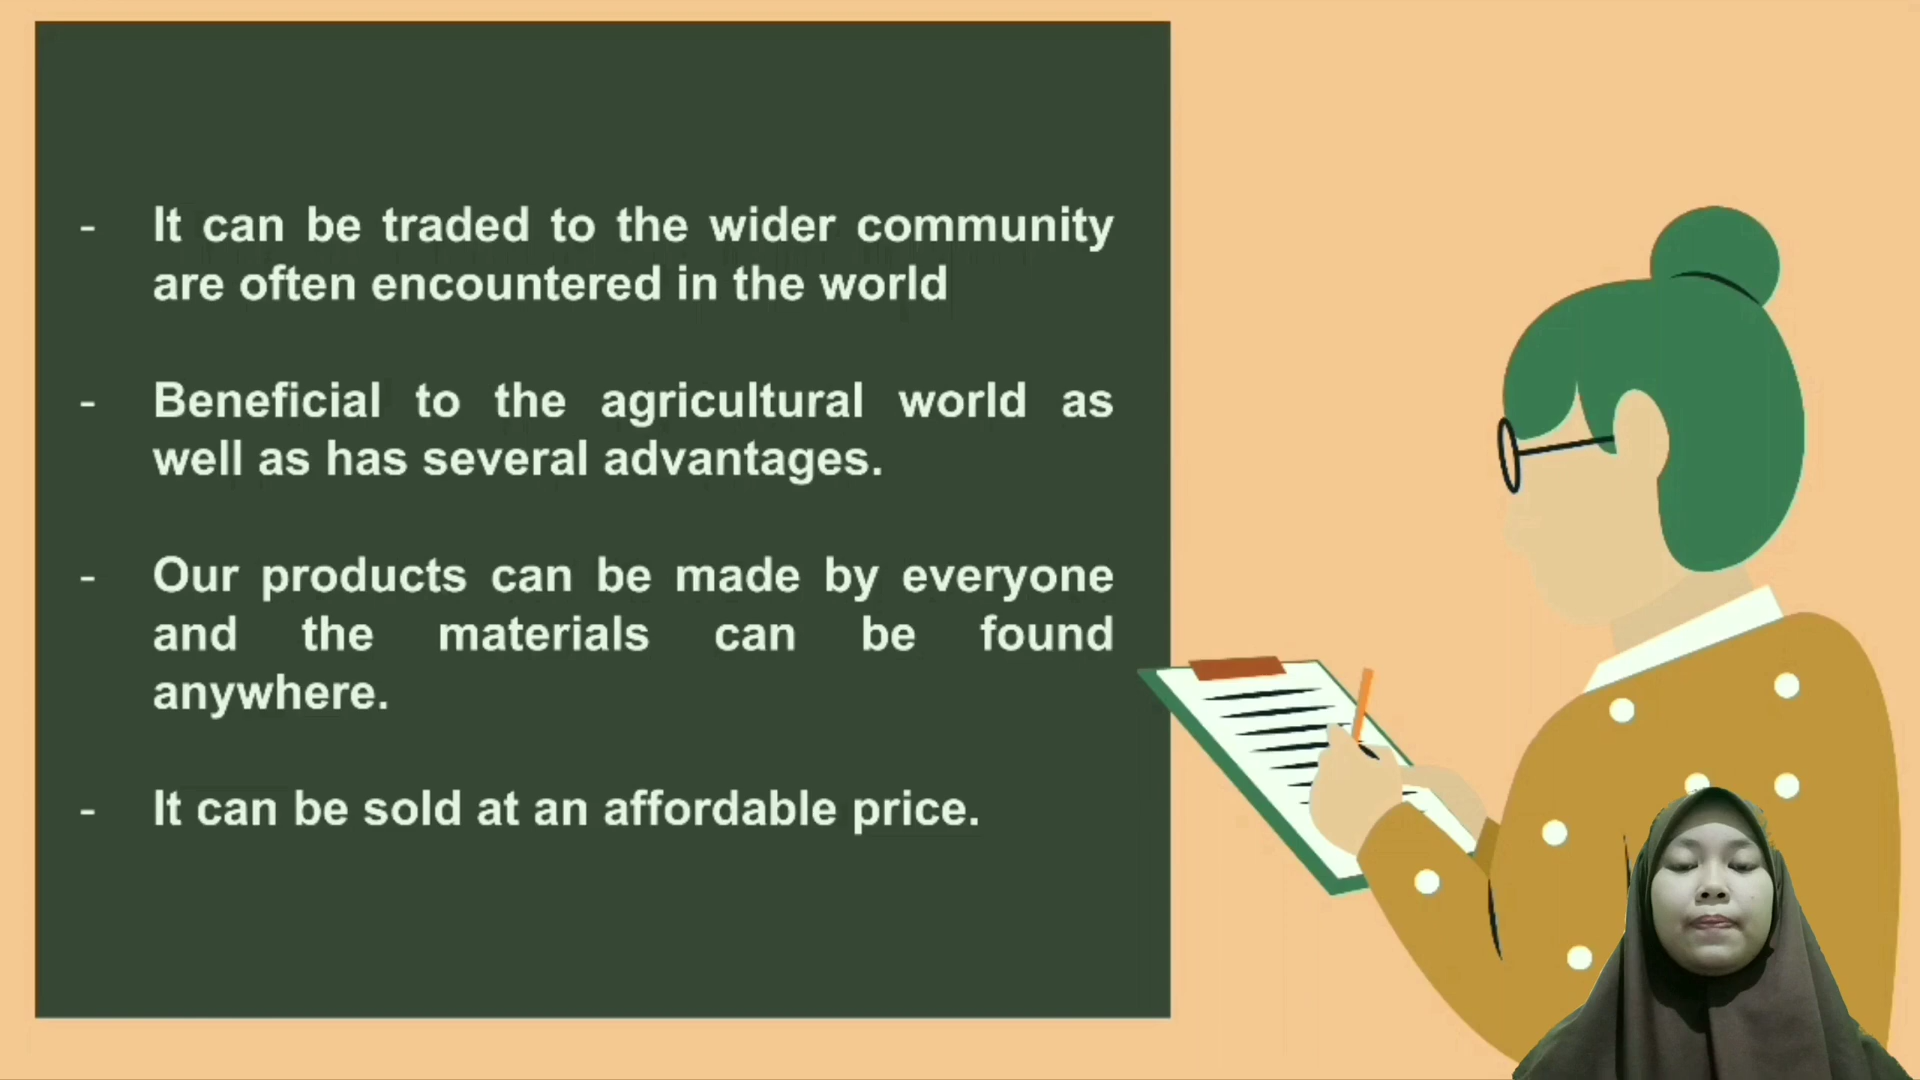 - It can be traded to the wider community
are often encountered in the world
- Beneficial to the agricultural world as
well as has several advantages.
- Our products can be made by everyone
and the materials can be found
anywhere.
- It can be sold at an affordable price.